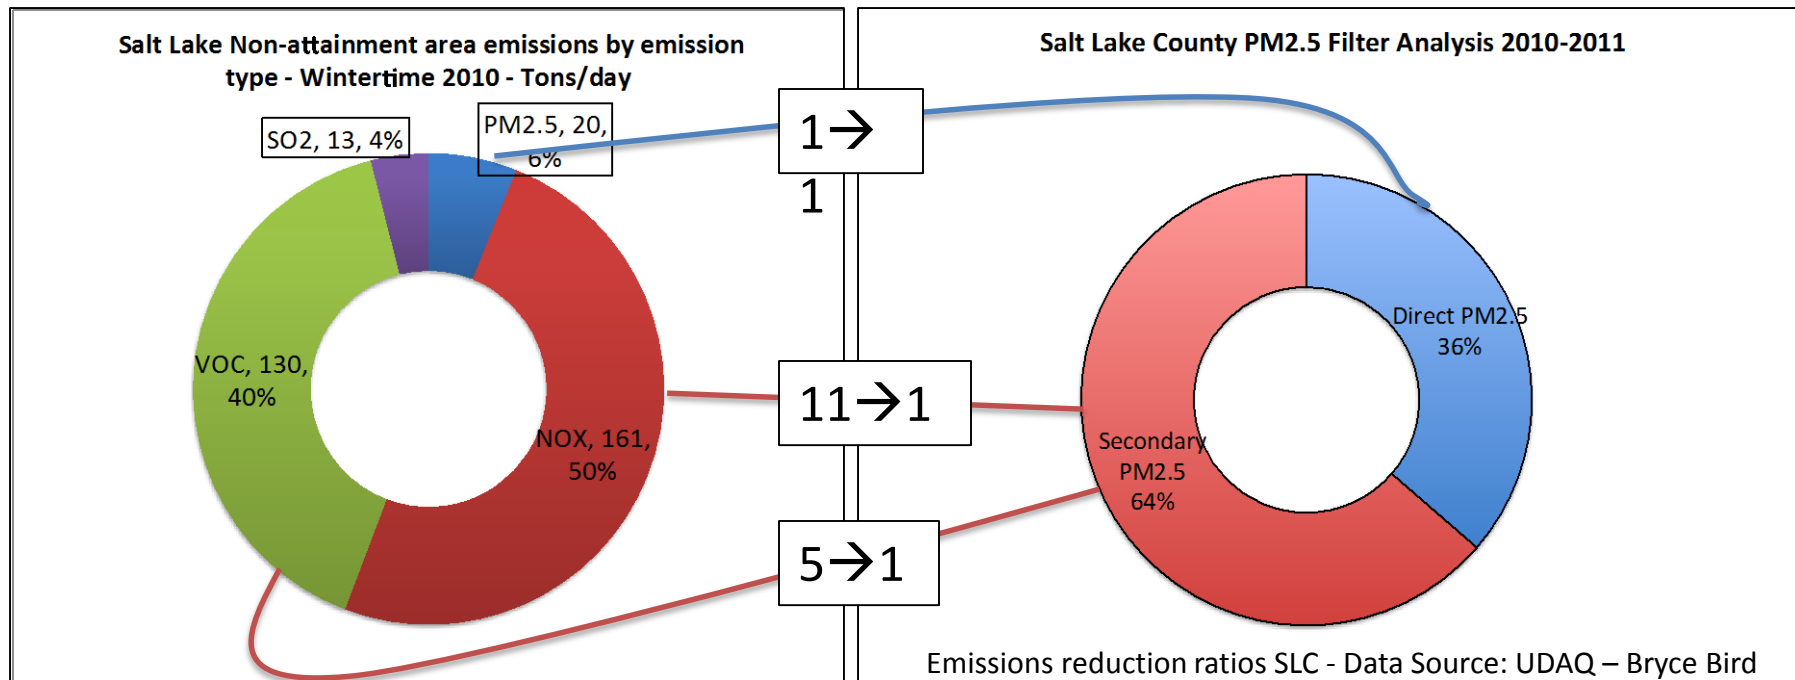 Salt Lake Non-attainment area emissions by emission
type - Wintertime 2010 - Tons/day
SO2, 13, 4%
PM2.5, 20,
6%
VOC, 130,
40%
NOX, 161,
50%
1→
1
11→1
5→1
Salt Lake County PM2.5 Filter Analysis 2010-2011
Direct PM2.5
36%
Secondary
PM2.5
64%
Emissions reduction ratios SLC - Data Source: UDAQ – Bryce Bird